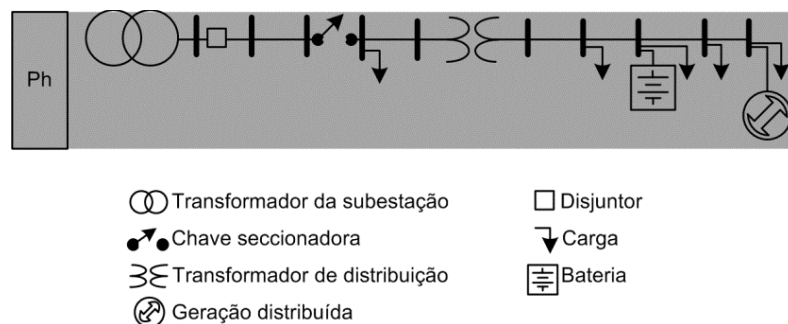 Ph
Transformador da subestação
Disjuntor
Chave seccionadora
Carga
Transformador de distribuição
Bateria
Geração distribuída